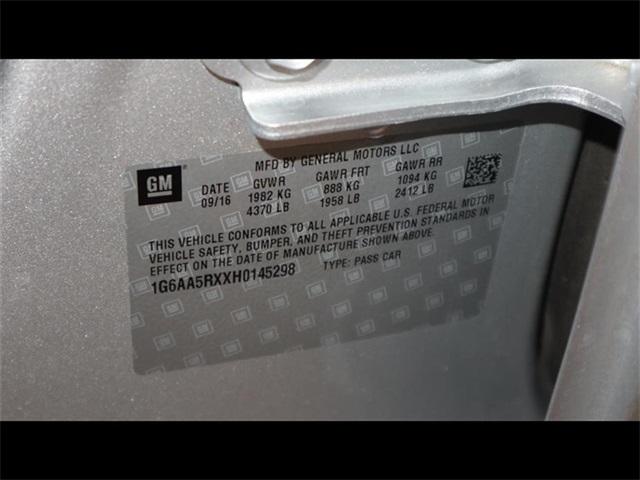 MFD BY GENERAL MOTORS LLC
GM DATE GVWR GAWR FRT GAWR RR
09/16 1982 KG 888 KG 1094 KG
4370 LB 1958 LB 2412 LB
THIS VEHICLE CONFORMS TO ALL APPLICABLE U.S. FEDERAL MOTOR
VEHICLE SAFETY, BUMPER, AND THEFT PREVENTION STANDARDS IN
EFFECT ON THE DATE OF MANUFACTURE SHOWN ABOVE.
1G6AA5RXXH0145298 TYPE: PASS CAR